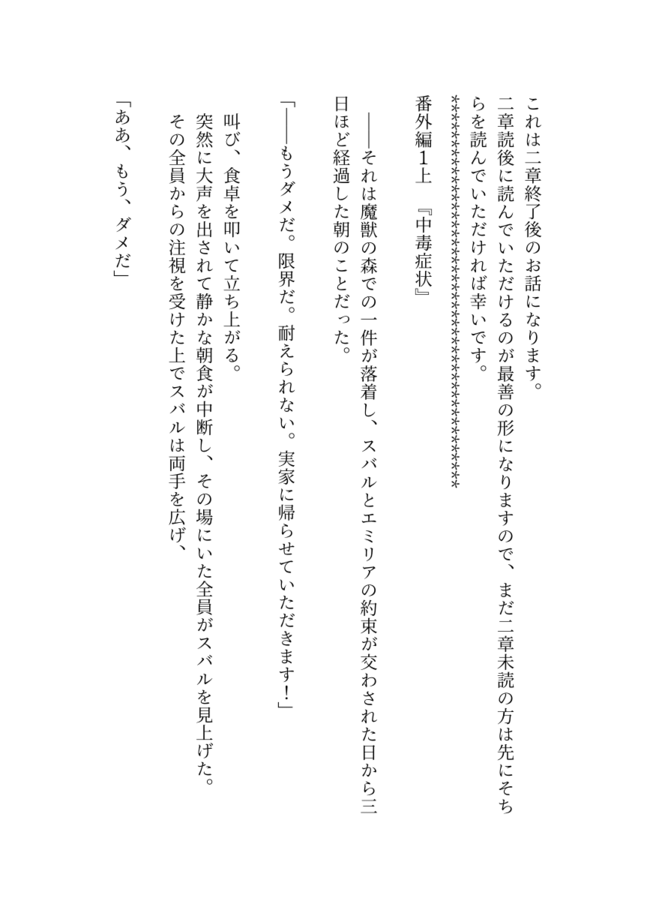 これは二章終了後のお話になります。
二章読後に読んでいただけるのが最善の形になりますので、まだ二章未読の方は先にそち
らを読んでいただければ幸いです。
****************************************
番外編1上　『中毒症状』
　――それは魔獣の森での一件が落着し、スバルとエミリアの約束が交わされた日から三
日ほど経過した朝のことだった。
「――もうダメだ。限界だ。耐えられない。実家に帰らせていただきます！」
　叫び、食卓を叩いて立ち上がる。
　突然に大声を出されて静かな朝食が中断し、その場にいた全員がスバルを見上げた。
　その全員からの注視を受けた上でスバルは両手を広げ、
「ああ、もう、ダメだ」